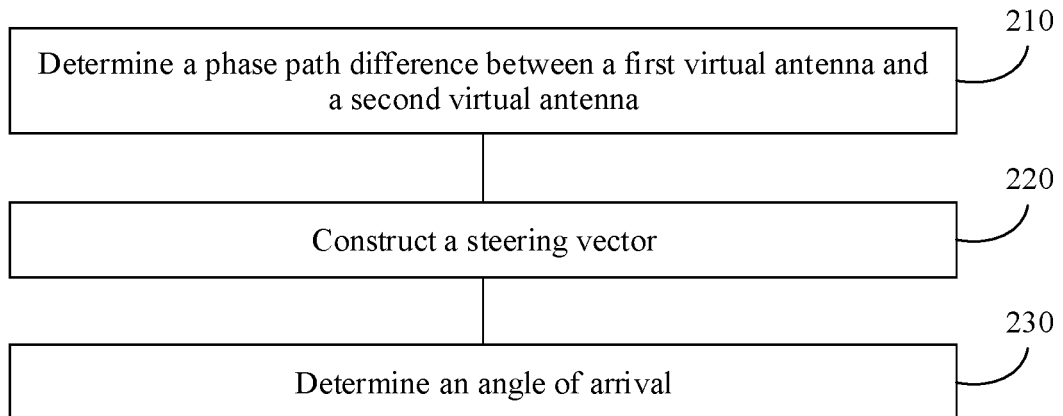 210
Determine a phase path difference between a first virtual antenna and
a second virtual antenna
220
Construct a steering vector
230
Determine an angle of arrival